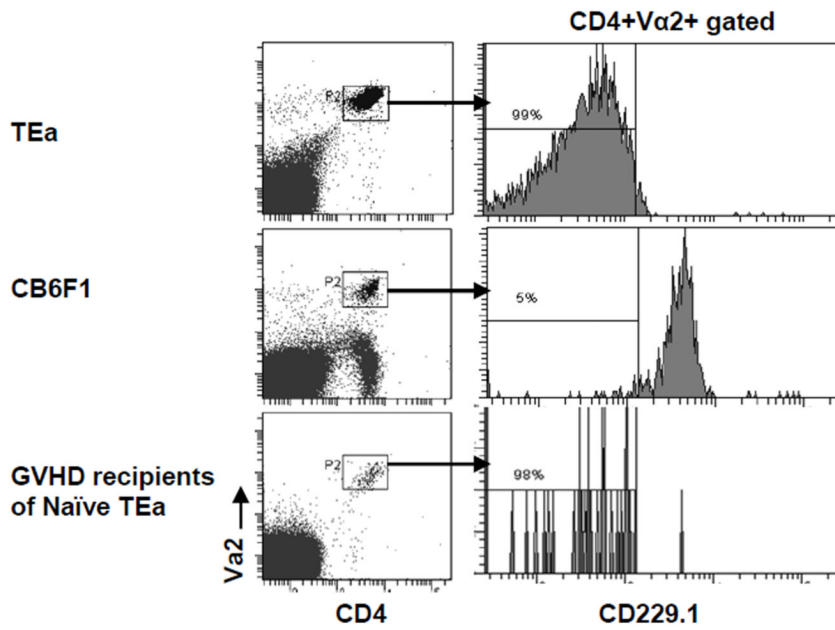 CD4+Vα2+ gated
TEa
P2
99%
CB6F1
P2
5%
GVHD recipients
of Naïve TEa
P2
98%
Va2
CD4
CD229.1